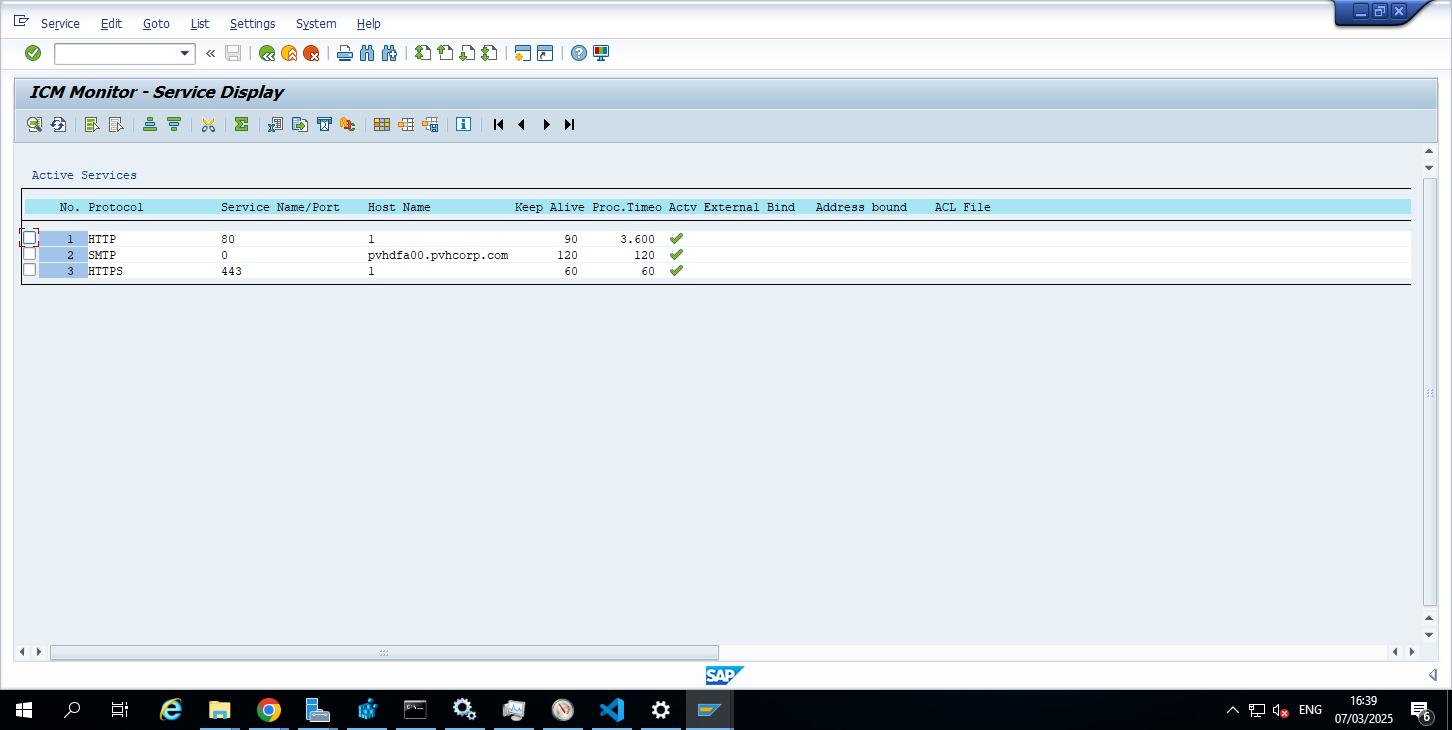 Service Edit Goto List Settings System Help
ICM Monitor - Service Display
Active Services
No. Protocol Service Name/Port Host Name Keep Alive Proc.Timeo Actv External Bind Address bound ACL File
1 HTTP 80 1 90 3.600
2 SMTP 0 pvhdfa00.pvhcorp.com 120 120
3 HTTPS 443 1 60 60
SAP
ENG
16:39
07/03/2025
6